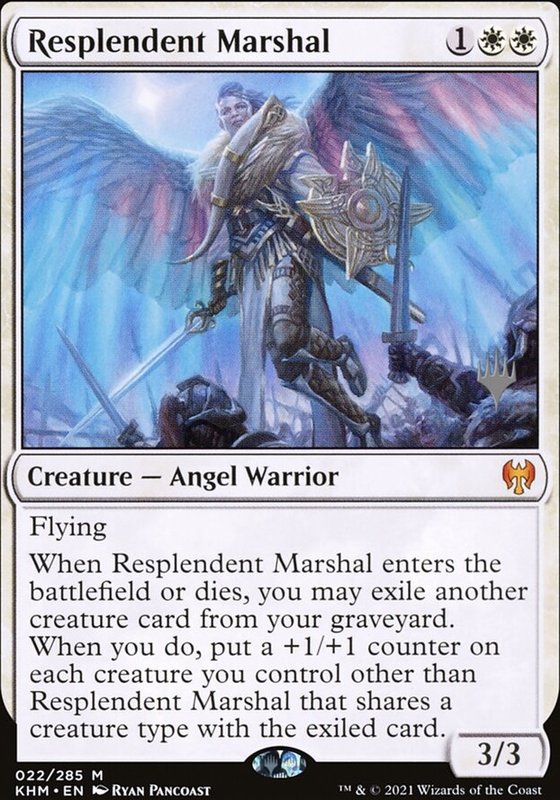 Resplendent Marshal 1
Creature — Angel Warrior
Flying
When Resplendent Marshal enters the
battlefield or dies, you may exile another
creature card from your graveyard.
When you do, put a +1/+1 counter on
each creature you control other than
Resplendent Marshal that shares a
creature type with the exiled card.
3/3
022/285 M
KHM • EN Ryan Pancoast
™ & © 2021 Wizards of the Coast